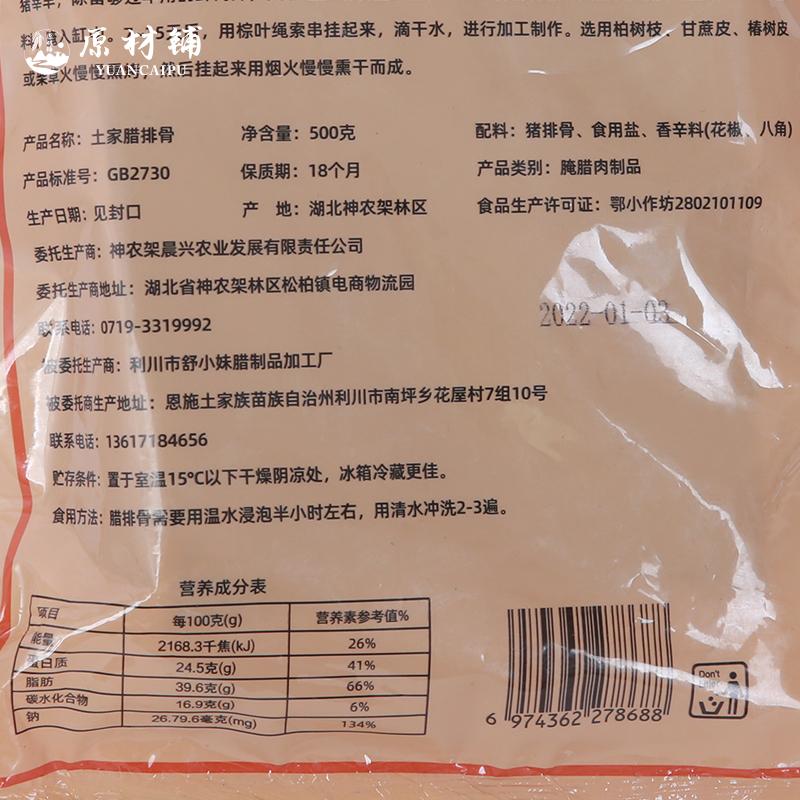 原材铺
YUANCAIPU
用棕叶绳索串挂起来，滴干水，进行加工制作。选用柏树枝、甘蔗皮、椿树皮
火慢慢熏烤，然后挂起来用烟火慢慢熏干而成。
产品名称：土家腊排骨 净含量：500克 配料：猪排骨、食用盐、香辛料(花椒、八角)
产品标准号：GB2730 保质期：18个月 产品类别：腌腊肉制品
生产日期：见封口 产 地：湖北神农架林区 食品生产许可证：鄂小作坊2802101109
委托生产商：神农架晨兴农业发展有限责任公司
委托生产商地址：湖北省神农架林区松柏镇电商物流园
2022-01-03
联系电话：0719-3319992
被委托生产商：利川市舒小妹腊制品加工厂
被委托商生产地址：恩施土家族苗族自治州利川市南坪乡花屋村7组10号
联系电话：13617184656
贮存条件：置于室温15℃以下干燥阴凉处，冰箱冷藏更佳。
食用方法：腊排骨需要用温水浸泡半小时左右，用清水冲洗2-3遍。
营养成分表
项目 每100克(g) 营养素参考值%
能量 2168.3千焦(kJ) 26%
蛋白质 24.5克(g) 41%
脂肪 39.6克(g) 66%
碳水化合物 16.9克(g) 6%
钠 26.79.6毫克(mg) 134%
6 974362 278688
Don't